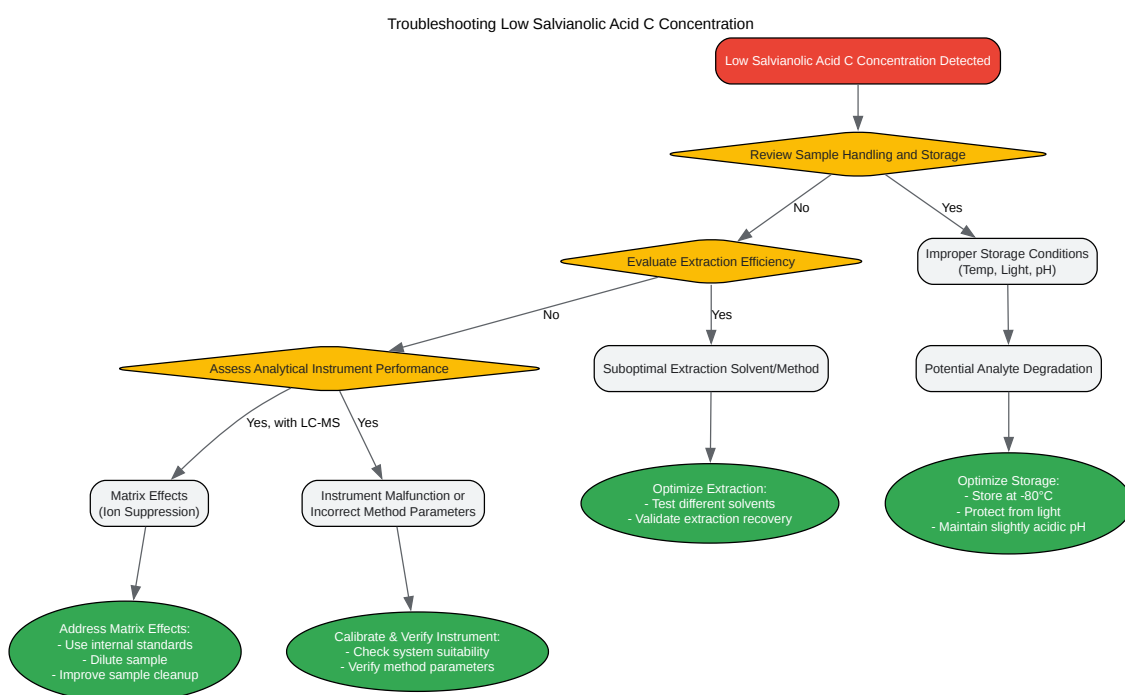 Troubleshooting Low Salvianolic Acid C Concentration
Low Salvianolic Acid C Concentration Detected
Review Sample Handling and Storage
No
Yes
Evaluate Extraction Efficiency
Improper Storage Conditions
(Temp, Light, pH)
No
Yes
Assess Analytical Instrument Performance
Suboptimal Extraction Solvent/Method
Potential Analyte Degradation
Yes, with LC-MS
Yes
Matrix Effects
(Ion Suppression)
Instrument Malfunction or
Incorrect Method Parameters
Optimize Extraction:
- Test different solvents
- Validate extraction recovery
Optimize Storage:
- Store at -80°C
- Protect from light
- Maintain slightly acidic pH
Address Matrix Effects:
- Use internal standards
- Dilute sample
- Improve sample cleanup
Calibrate & Verify Instrument:
- Check system suitability
- Verify method parameters